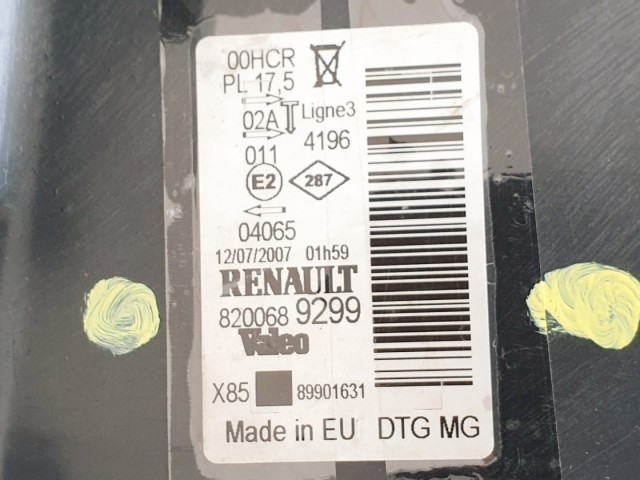 00HCR
PL 17,5
02A Ligne3
4196
011
E2 287
04065
12/07/2007 01h59
RENAULT
820068 9299
Valeo
X85 89901631
Made in EU DTG MG